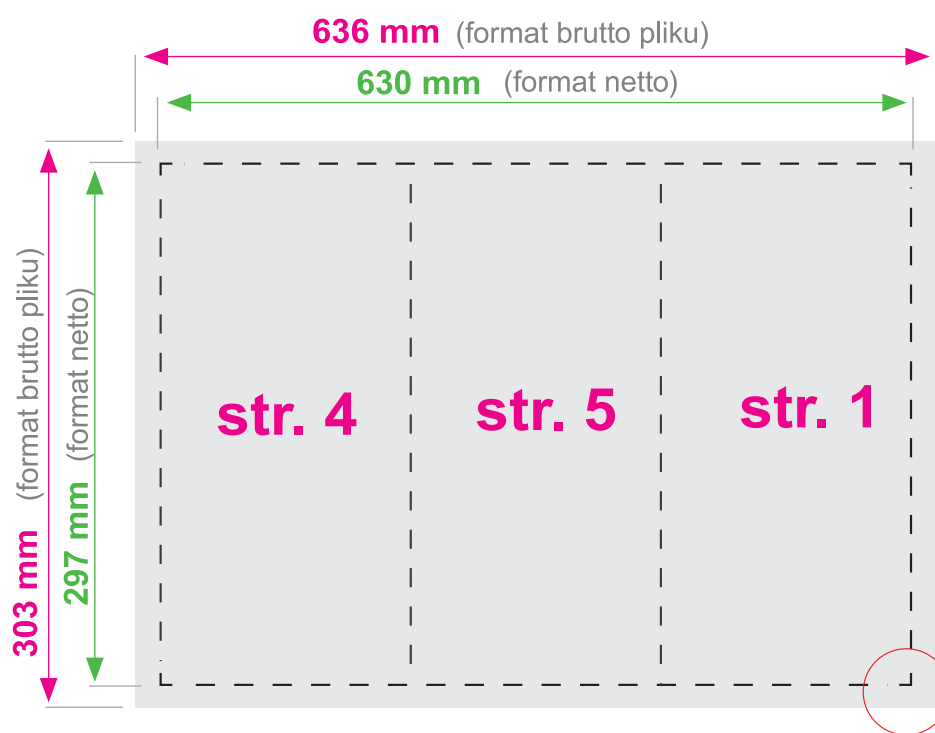 636 mm (format brutto pliku)
630 mm (format netto)
303 mm (format brutto pliku)
297 mm (format netto)
str. 4
str. 5
str. 1